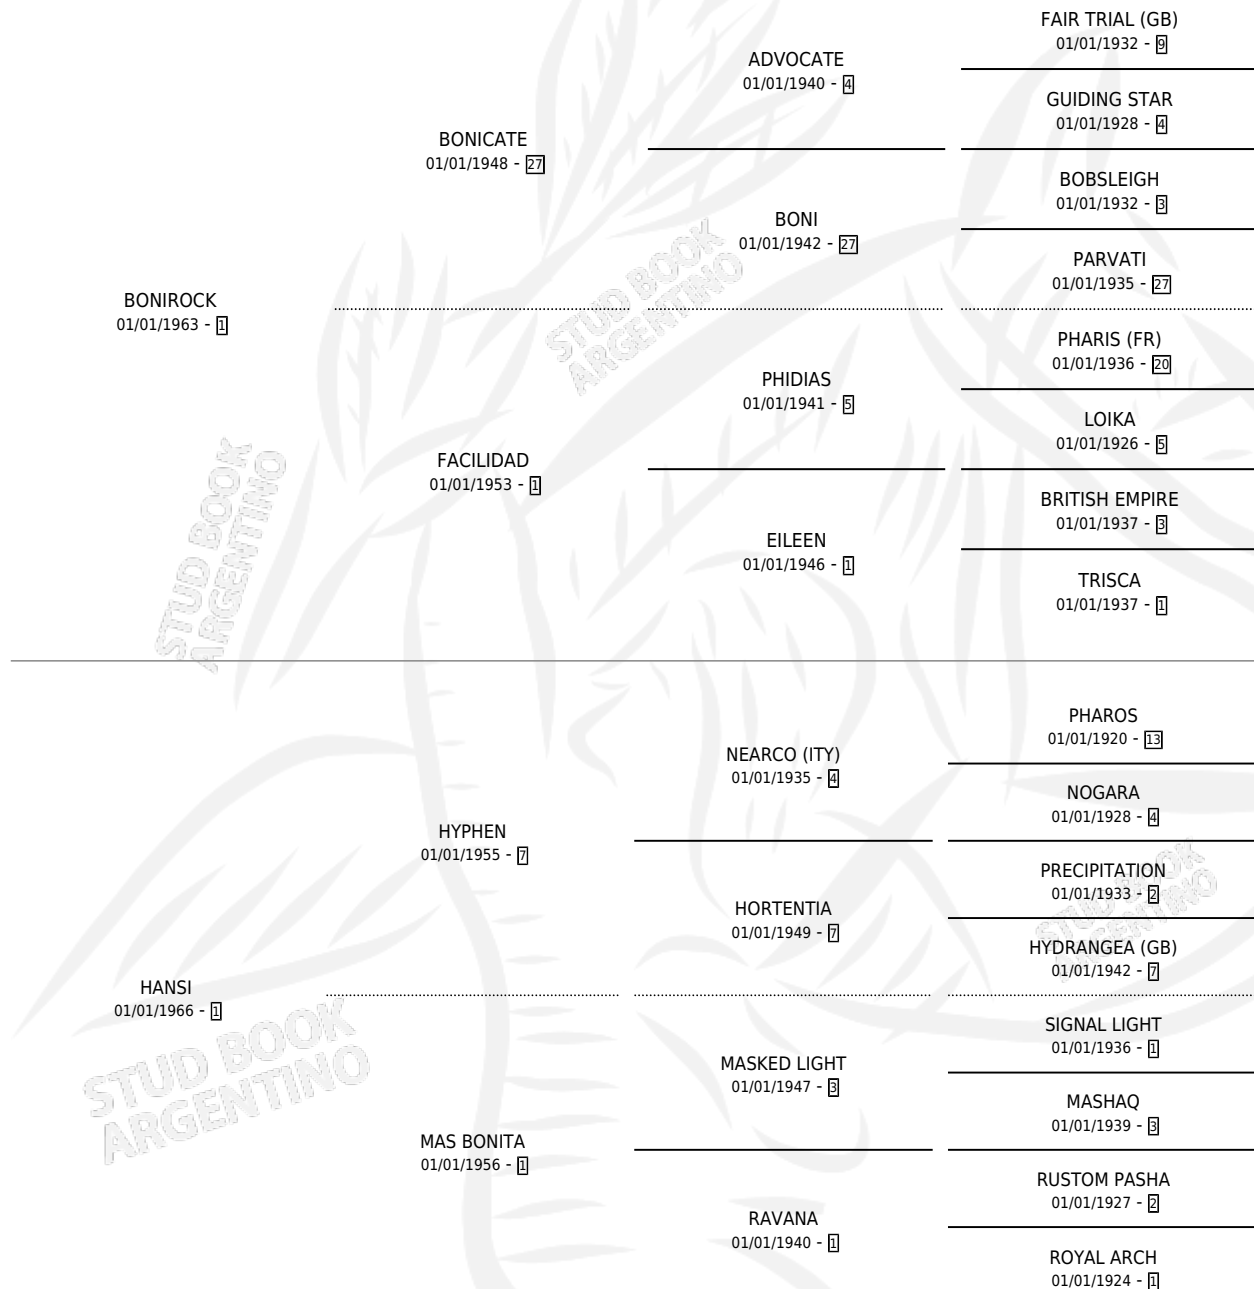 FAIR TRIAL (GB)
01/01/1932 - 9
ADVOCATE
01/01/1940 - 4
GUIDING STAR
01/01/1928 - 4
BONICATE
01/01/1948 - 27
BOBSLEIGH
01/01/1932 - 3
BONI
01/01/1942 - 27
PARVATI
01/01/1935 - 27
BONIROCK
01/01/1963 - 1
PHARIS (FR)
01/01/1936 - 20
PHIDIAS
01/01/1941 - 5
LOIKA
01/01/1926 - 5
FACILIDAD
01/01/1953 - 1
BRITISH EMPIRE
01/01/1937 - 3
EILEEN
01/01/1946 - 1
TRISCA
01/01/1937 - 1
PHAROS
01/01/1920 - 13
NEARCO (ITY)
01/01/1935 - 4
NOGARA
01/01/1928 - 4
HYPHEN
01/01/1955 - 7
PRECIPITATION
01/01/1933 - 2
HORTENTIA
01/01/1949 - 7
HYDRANGEA (GB)
01/01/1942 - 7
HANSI
01/01/1966 - 1
SIGNAL LIGHT
01/01/1936 - 1
MASKED LIGHT
01/01/1947 - 3
MASHAQ
01/01/1939 - 3
MAS BONITA
01/01/1956 - 1
RUSTOM PASHA
01/01/1927 - 2
RAVANA
01/01/1940 - 1
ROYAL ARCH
01/01/1924 - 1
STUD BOOK
ARGENTINO
STUD BOOK
ARGENTINO
STUD BOOK
ARGENTINO
STUD BOOK
ARGENTINO